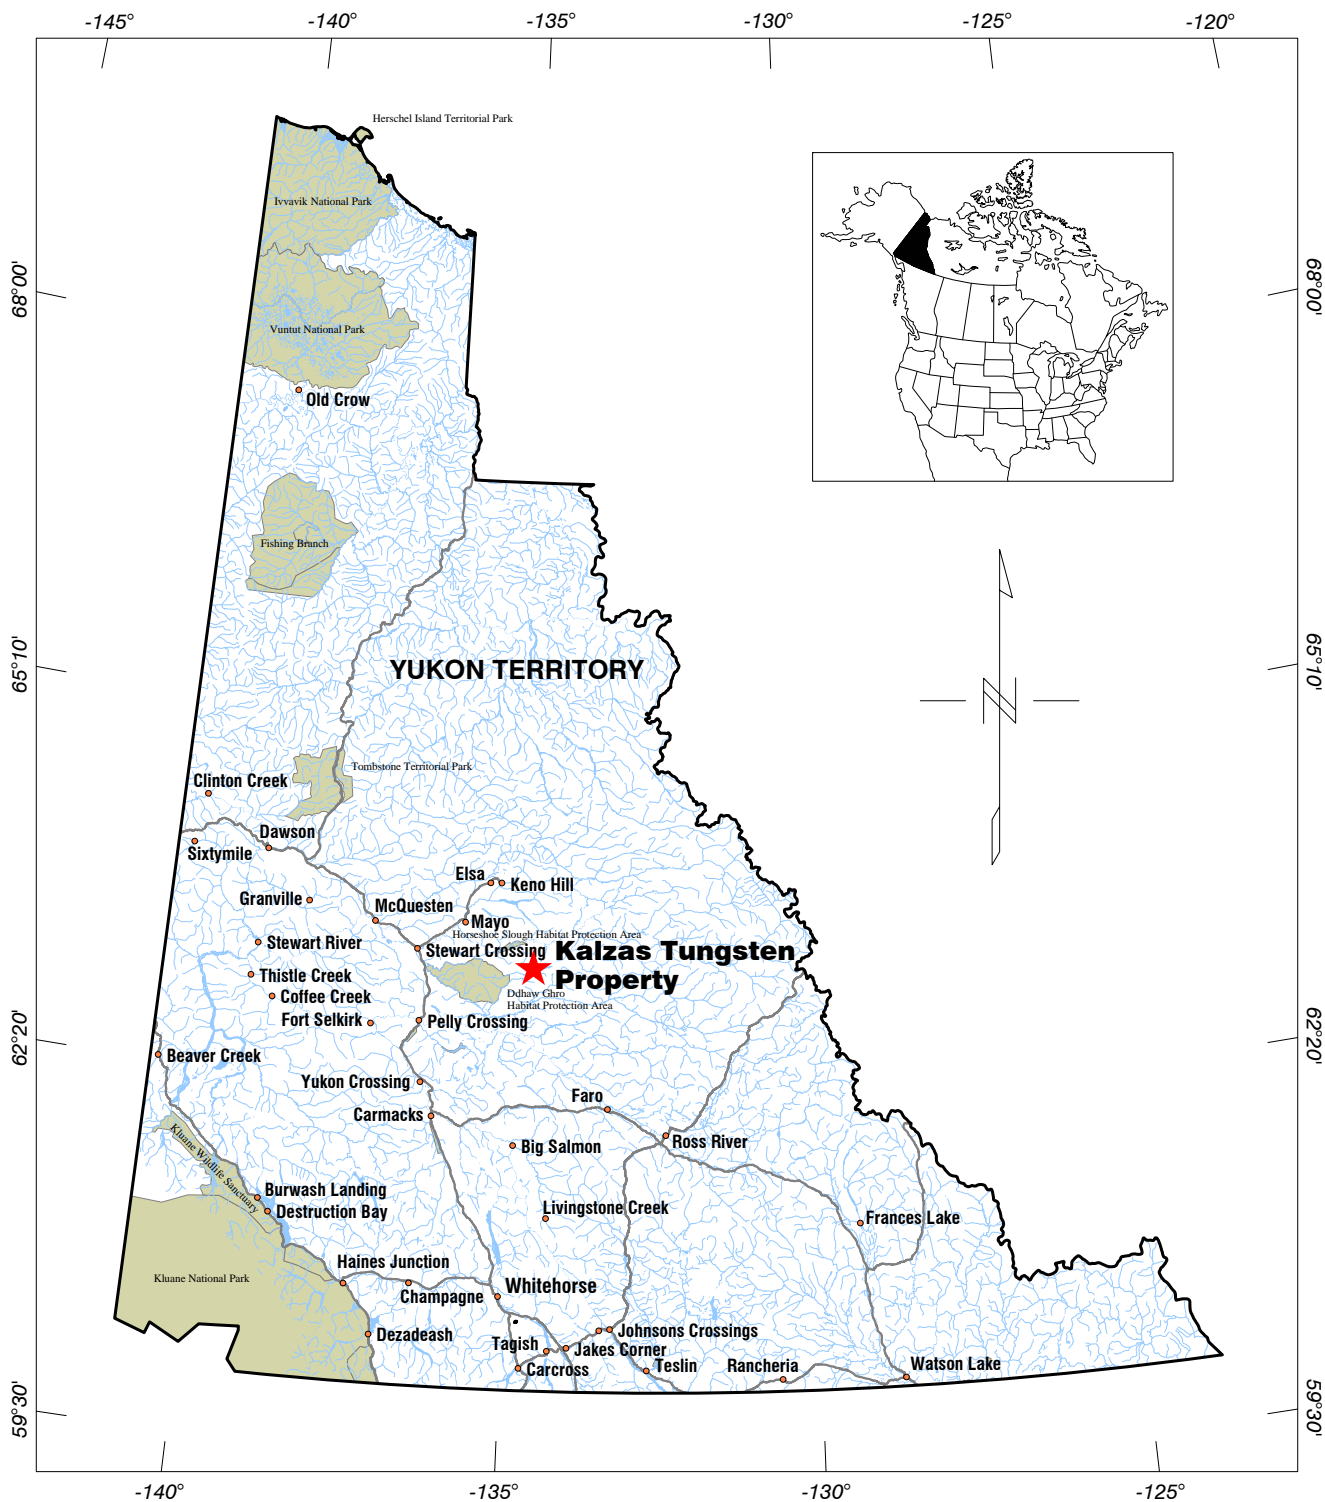 -145°
-140°
-135°
-130°
-125°
-120°
Herschel Island Territorial Park
Ivvavik National Park
68°00'
68°00'
Vuntut National Park
Old Crow
Fishing Branch
65°10'
YUKON TERRITORY
65°10'
N
Tombstone Territorial Park
Clinton Creek
Dawson
Sixtymile
Elsa
Keno Hill
Granville
McQuesten
Mayo
Horseshoe Slough Habitat Protection Area
Stewart River
Stewart Crossing
Kalzas Tungsten
Property
Thistle Creek
Coffee Creek
Ddhaw Ghro
Habitat Protection Area
Fort Selkirk
Pelly Crossing
62°20'
62°20'
Beaver Creek
Yukon Crossing
Faro
Carmacks
Ross River
Big Salmon
Kluane Wildlife Sanctuary
Burwash Landing
Destruction Bay
Livingstone Creek
Frances Lake
Haines Junction
Kluane National Park
Whitehorse
Champagne
Dezadeash
Johnsons Crossings
Tagish
Jakes Corner
Carcross
Teslin
Rancheria
Watson Lake
59°30'
59°30'
-140°
-135°
-130°
-125°